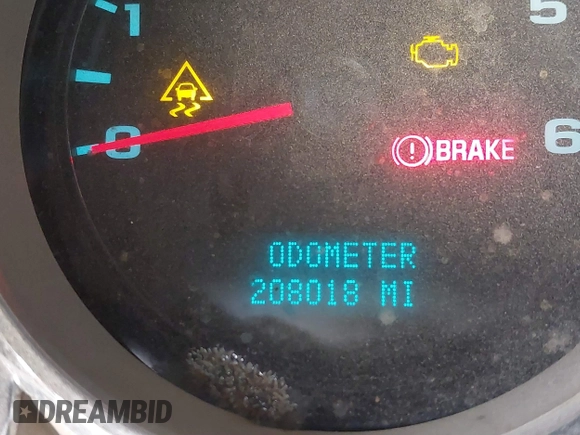 1
5
0
6
BRAKE
ODOMETER
208018 MI
DREAMBID